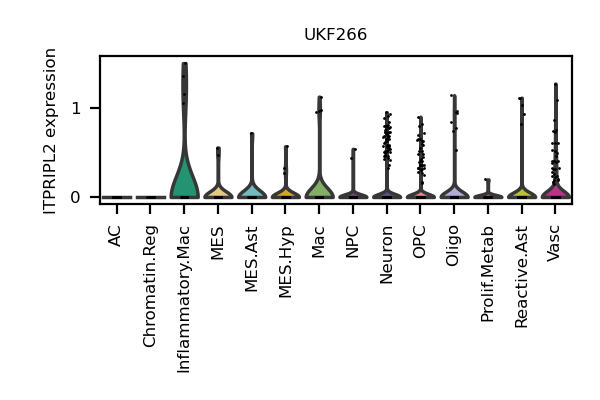 UKF266
ITPRIPL2 expression
1
0
AC
Chromatin.Reg
Inflammatory.Mac
MES
MES.Ast
MES.Hyp
Mac
NPC
Neuron
OPC
Oligo
Prolif.Metab
Reactive.Ast
Vasc